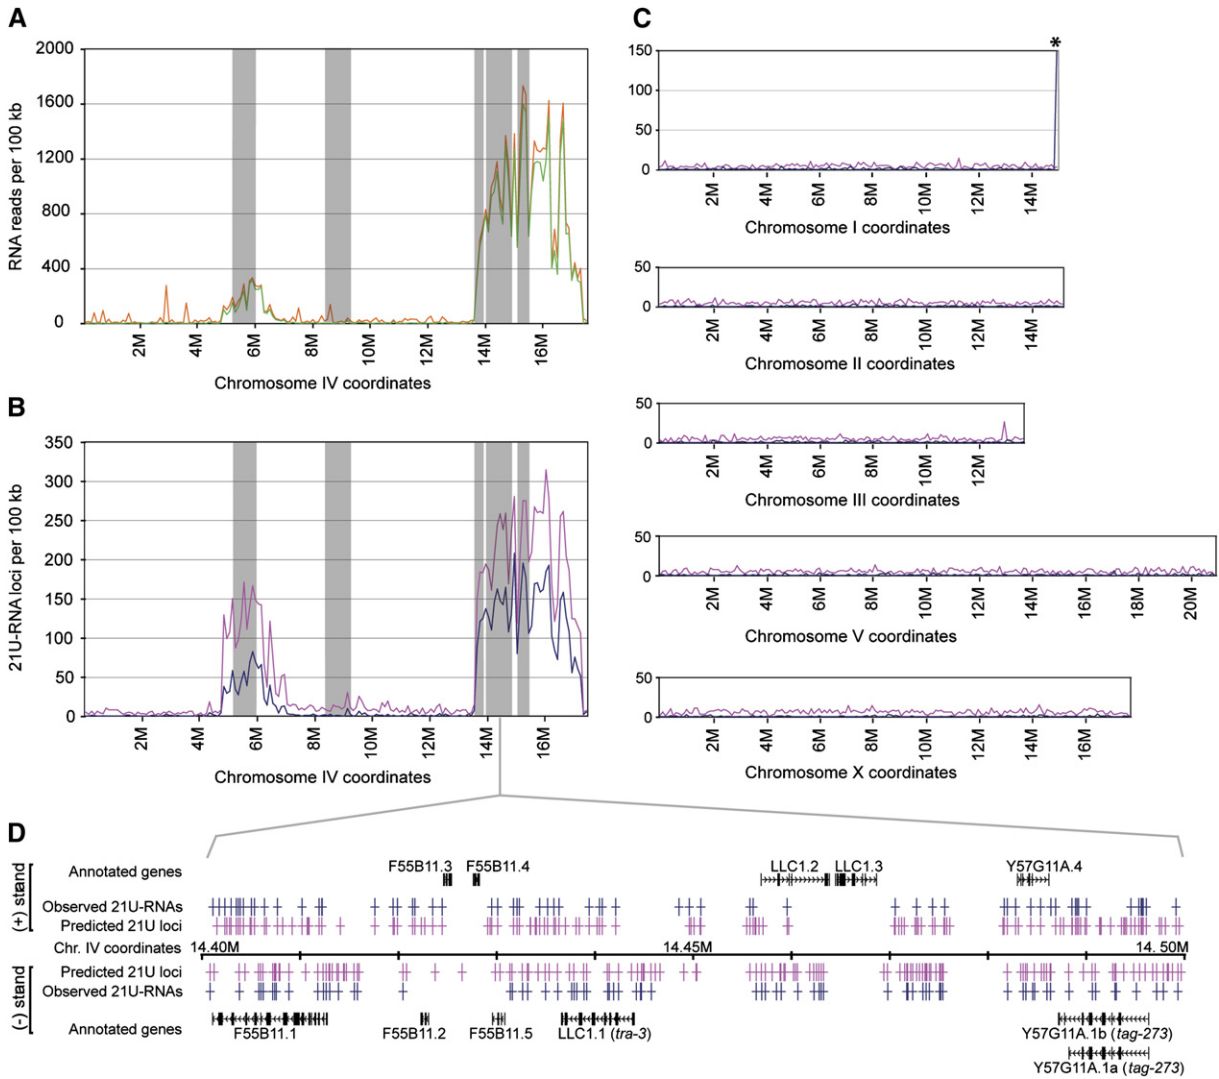 A
2000
1600
1200
800
400
0
RNA reads per 100 kb
2M 4M 6M 8M 10M 12M 14M 16M
Chromosome IV coordinates
B
350
300
250
200
150
100
50
0
21U-RNA loci per 100 kb
2M 4M 6M 8M 10M 12M 14M 16M
Chromosome IV coordinates
C
*
150
100
50
0
2M 4M 6M 8M 10M 12M 14M
Chromosome I coordinates
50
0
2M 4M 6M 8M 10M 12M 14M
Chromosome II coordinates
50
0
2M 4M 6M 8M 10M 12M
Chromosome III coordinates
50
0
2M 4M 6M 8M 10M 12M 14M 16M 18M 20M
Chromosome V coordinates
50
0
2M 4M 6M 8M 10M 12M 14M 16M
Chromosome X coordinates
D
(+) stand
Annotated genes
F55B11.3 F55B11.4 LLC1.2 LLC1.3 Y57G11A.4
Observed 21U-RNAs
Predicted 21U loci
Chr. IV coordinates
14.40M 14.45M 14. 50M
(-) stand
Predicted 21U loci
Observed 21U-RNAs
Annotated genes
F55B11.1 F55B11.2 F55B11.5 LLC1.1 (tra-3) Y57G11A.1b (tag-273)
Y57G11A.1a (tag-273)